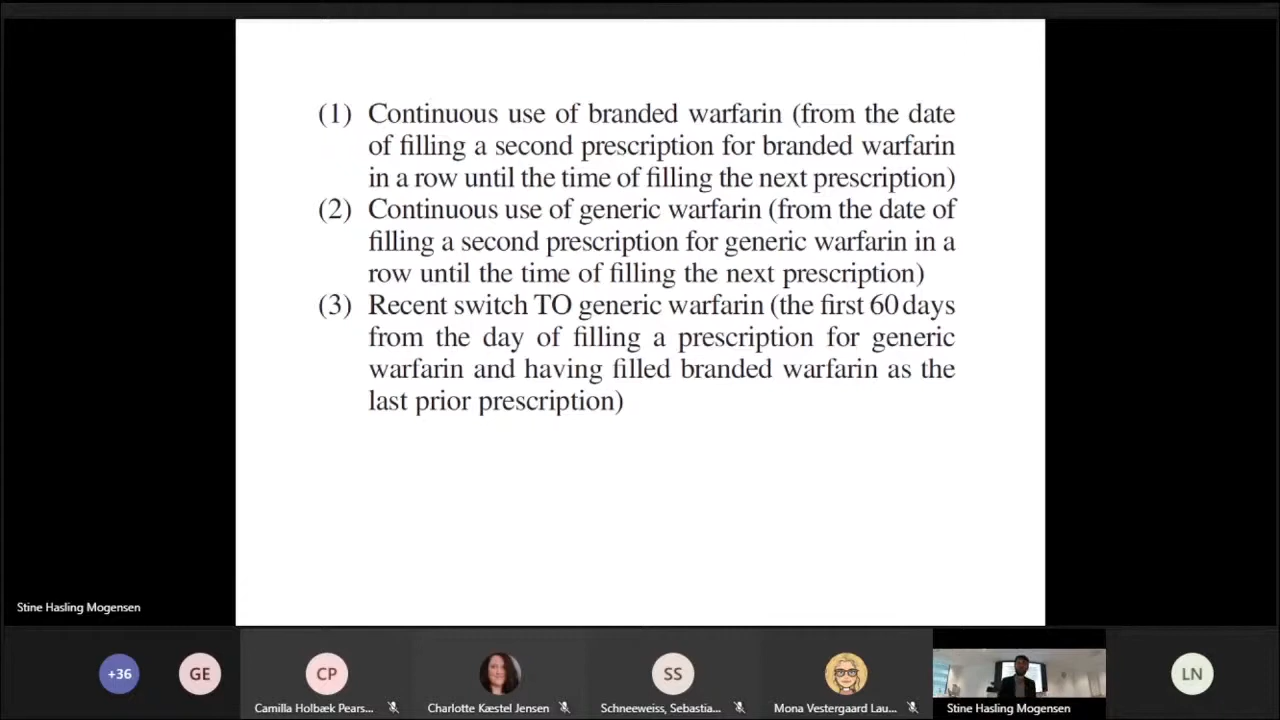 (1) Continuous use of branded warfarin (from the date
of filling a second prescription for branded warfarin
in a row until the time of filling the next prescription)
(2) Continuous use of generic warfarin (from the date of
filling a second prescription for generic warfarin in a
row until the time of filling the next prescription)
(3) Recent switch TO generic warfarin (the first 60 days
from the day of filling a prescription for generic
warfarin and having filled branded warfarin as the
last prior prescription)
Stine Hasling Mogensen
+36
GE
CP
SS
LN
Camilla Holbæk Pears...
Charlotte Kæstel Jensen
Schneeweiss, Sebastia...
Mona Vestergaard Lau...
Stine Hasling Mogensen